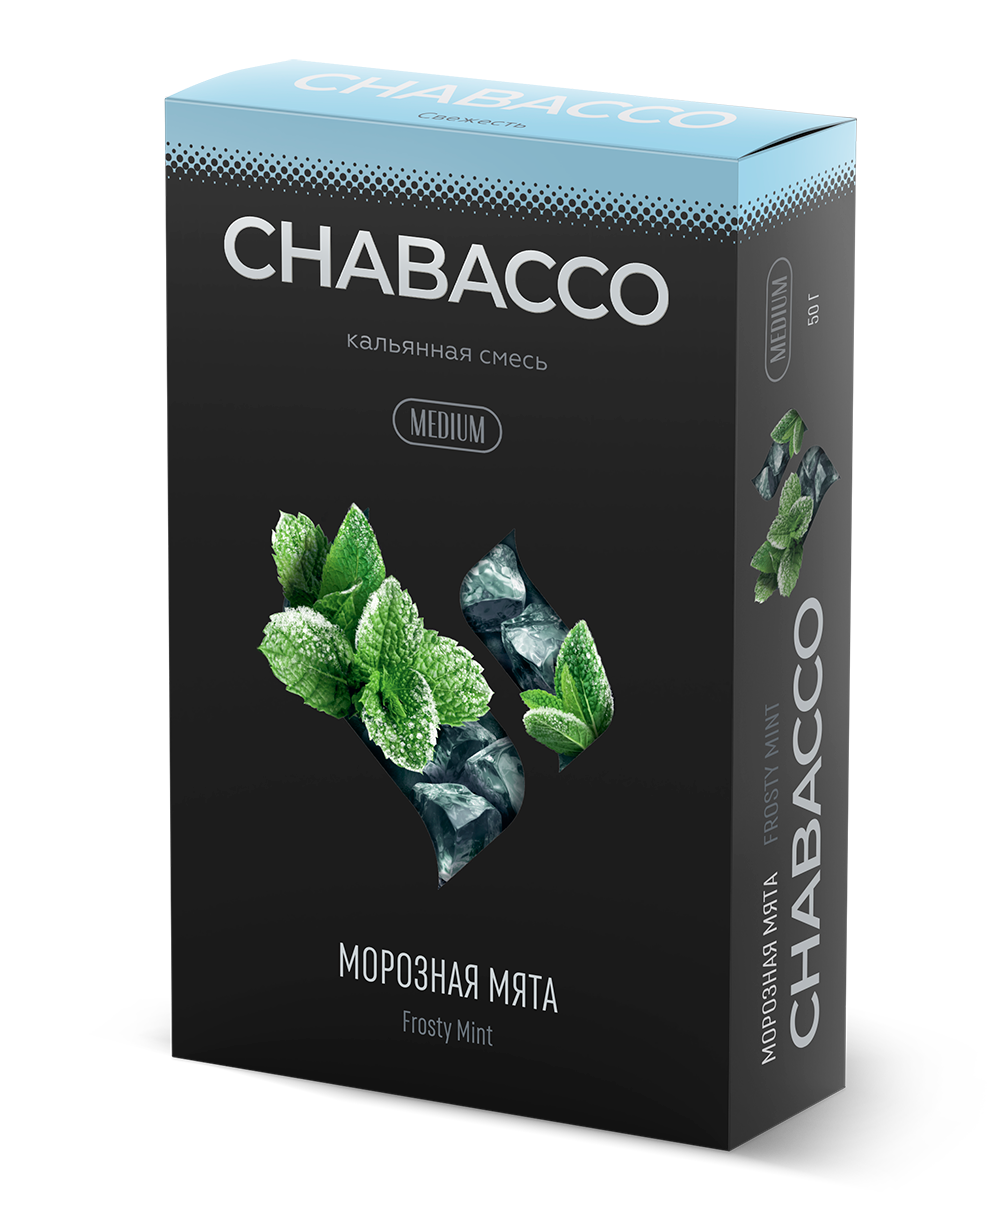 CHABACCO
Свежесть
CHABACCO
кальянная смесь
MEDIUM
МОРОЗНАЯ МЯТА
Frosty Mint
MEDIUM
50 Г
МОРОЗНАЯ МЯТА FROSTY MINT
CHABACCO